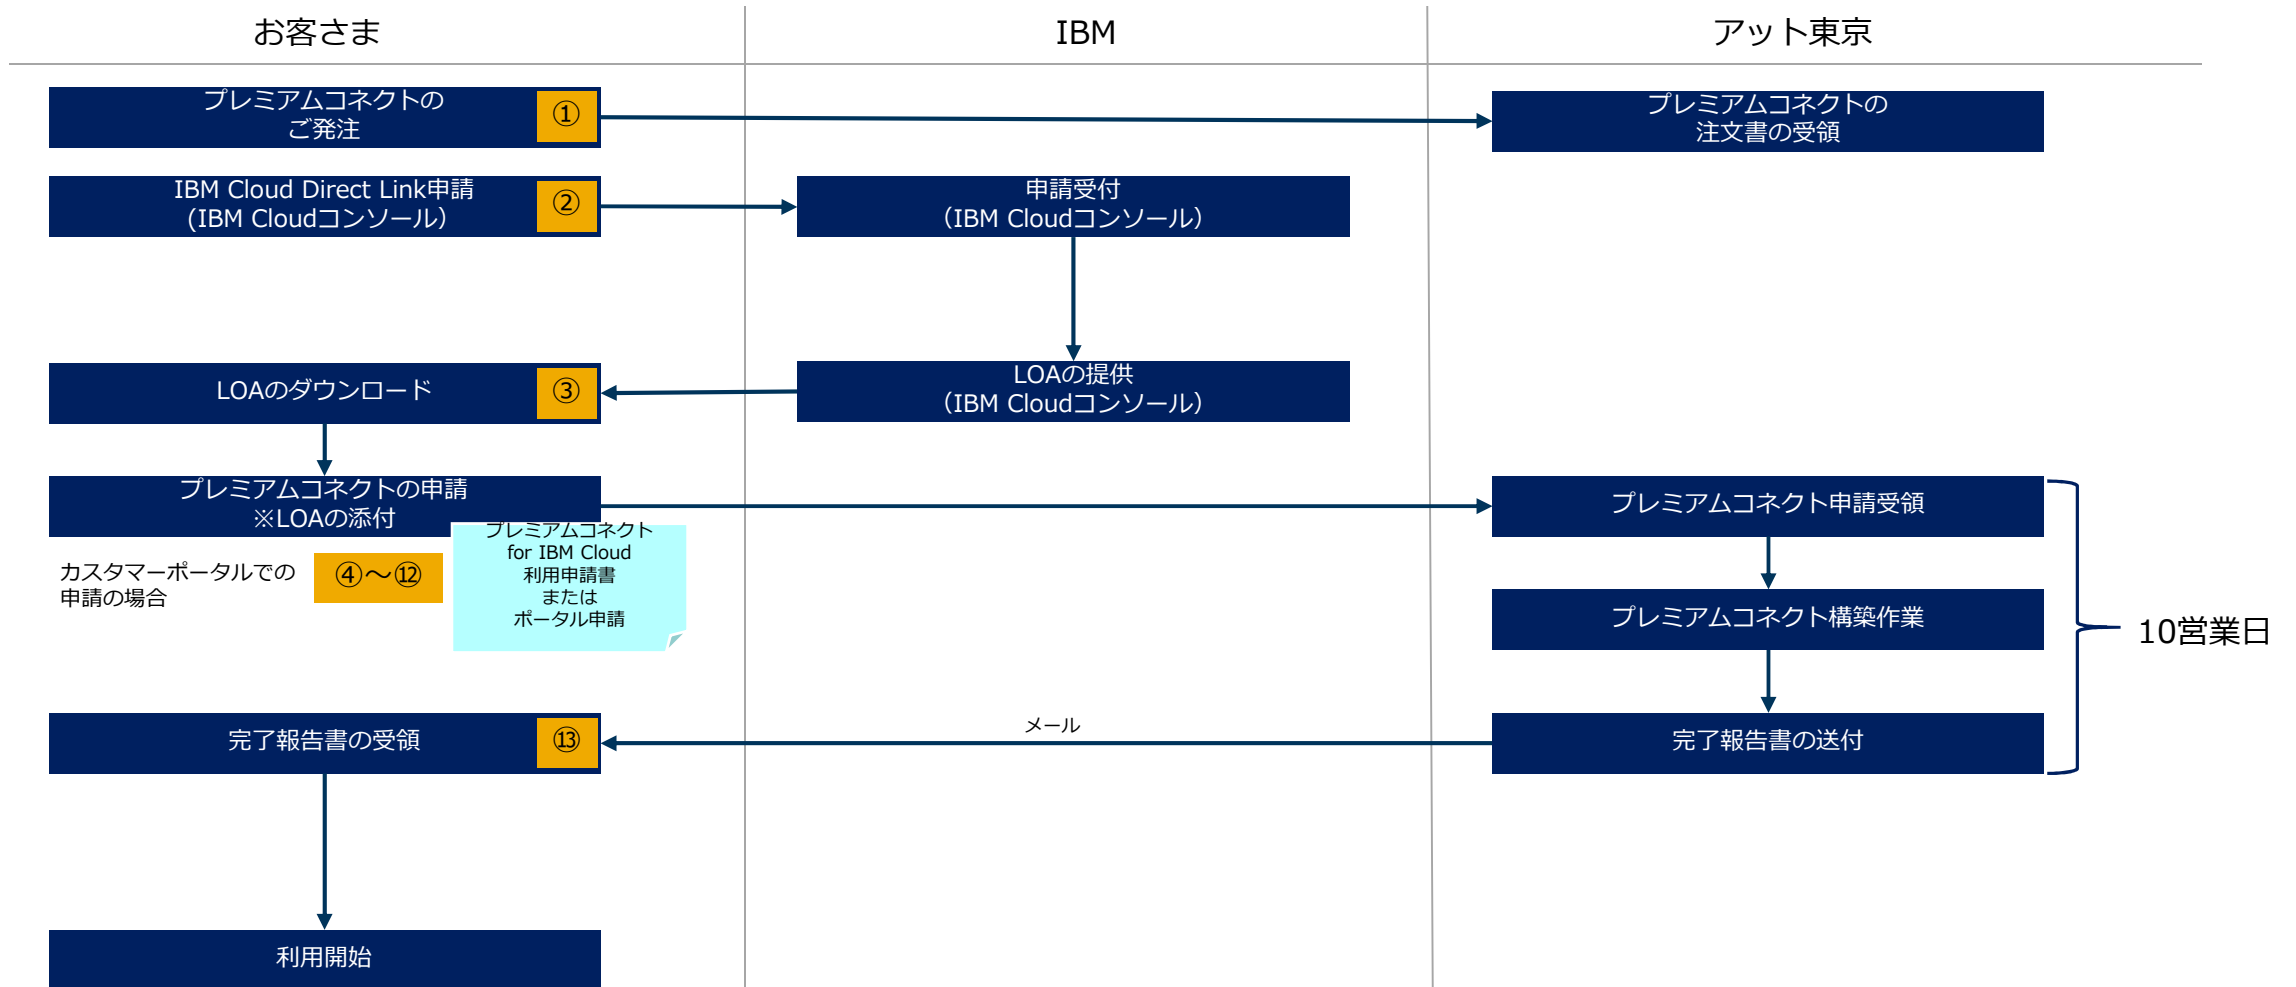 お客さま
IBM
アット東京
プレミアムコネクトの
ご発注
①
プレミアムコネクトの
注文書の受領
IBM Cloud Direct Link申請
(IBM Cloudコンソール）
②
申請受付
（IBM Cloudコンソール）
LOAのダウンロード
③
LOAの提供
（IBM Cloudコンソール）
プレミアムコネクトの申請
※LOAの添付
プレミアムコネクト申請受領
カスタマーポータルでの
申請の場合
④～⑫
プレミアムコネクト
for IBM Cloud
利用申請書
または
ポータル申請
プレミアムコネクト構築作業
10営業日
完了報告書の受領
⑬
メール
完了報告書の送付
利用開始